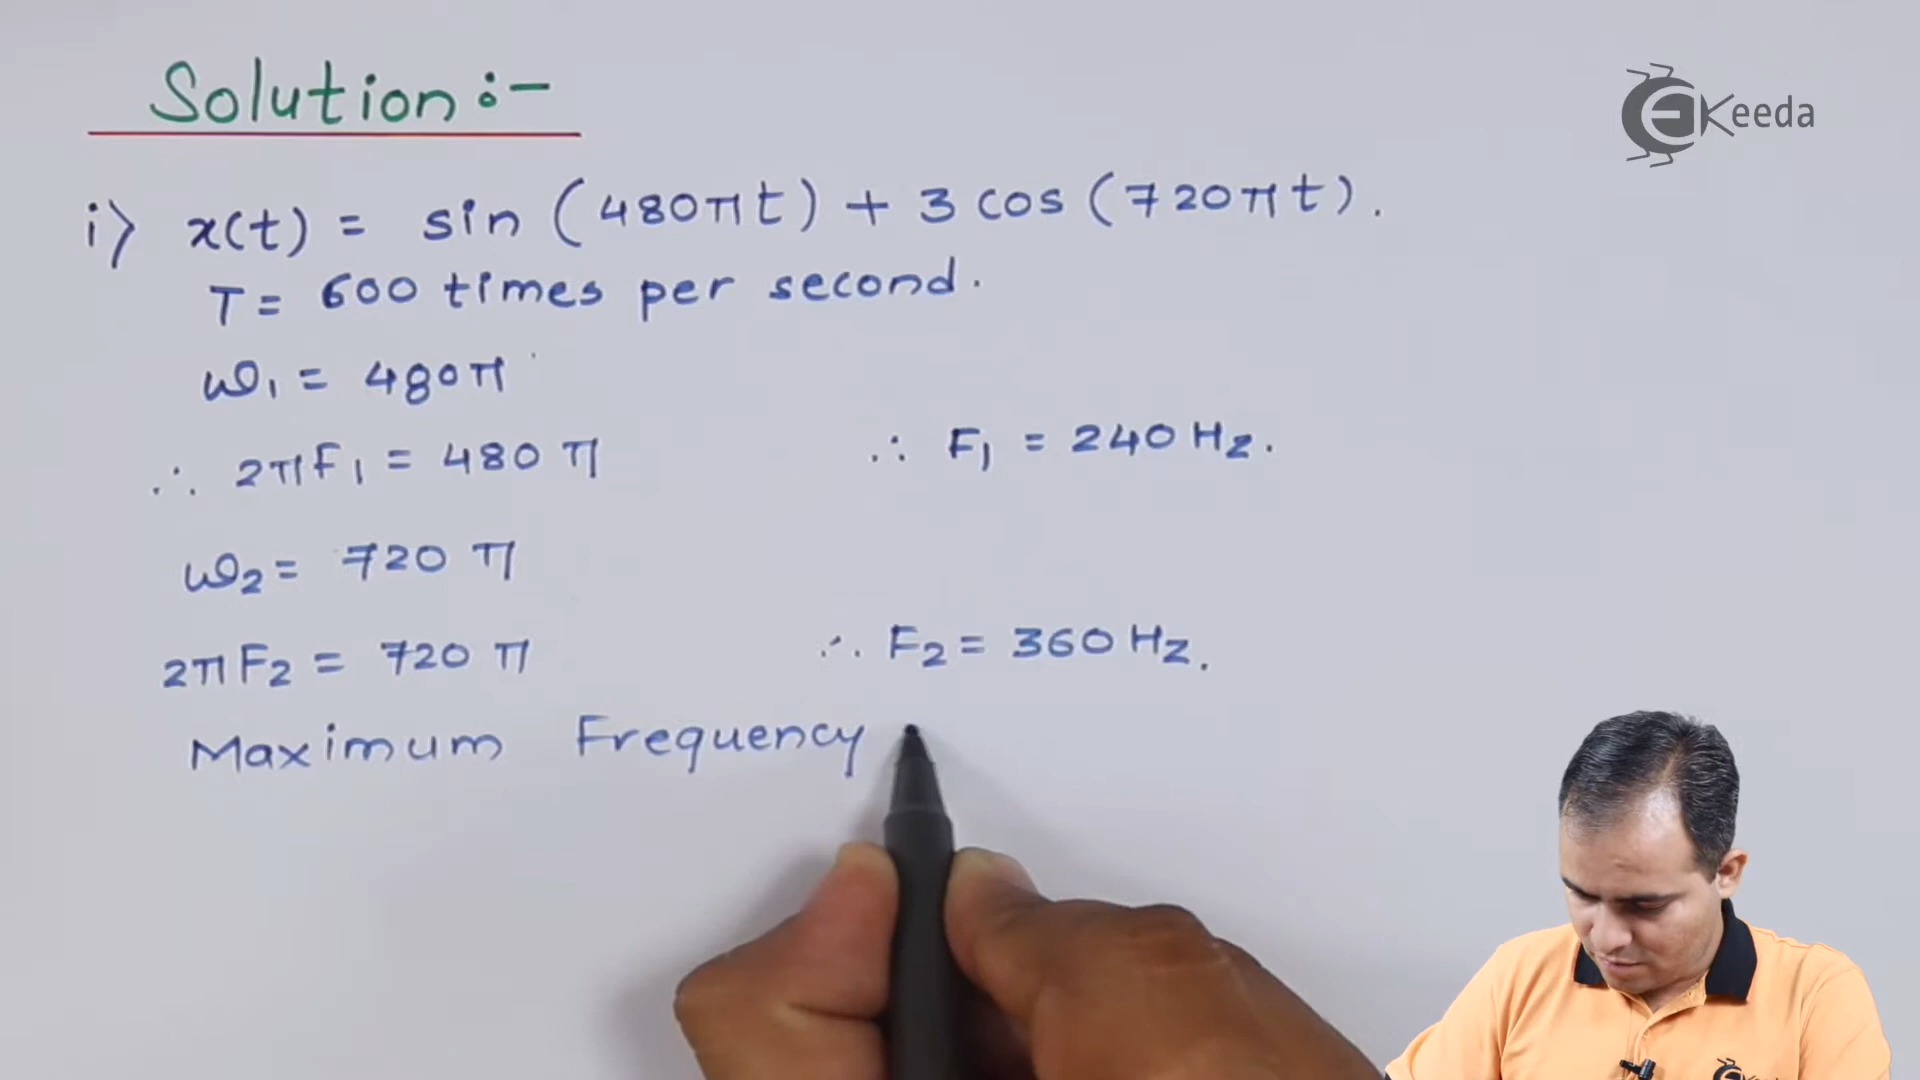 Solution :-
EKeeda
i) x(t) = sin (480πt) + 3 cos (720πt).
T = 600 times per second.
ω₁ = 480π
∴ 2πF₁ = 480 π ∴ F₁ = 240 Hz.
ω₂ = 720 π
2πF₂ = 720 π ∴ F₂ = 360 Hz.
Maximum Frequency